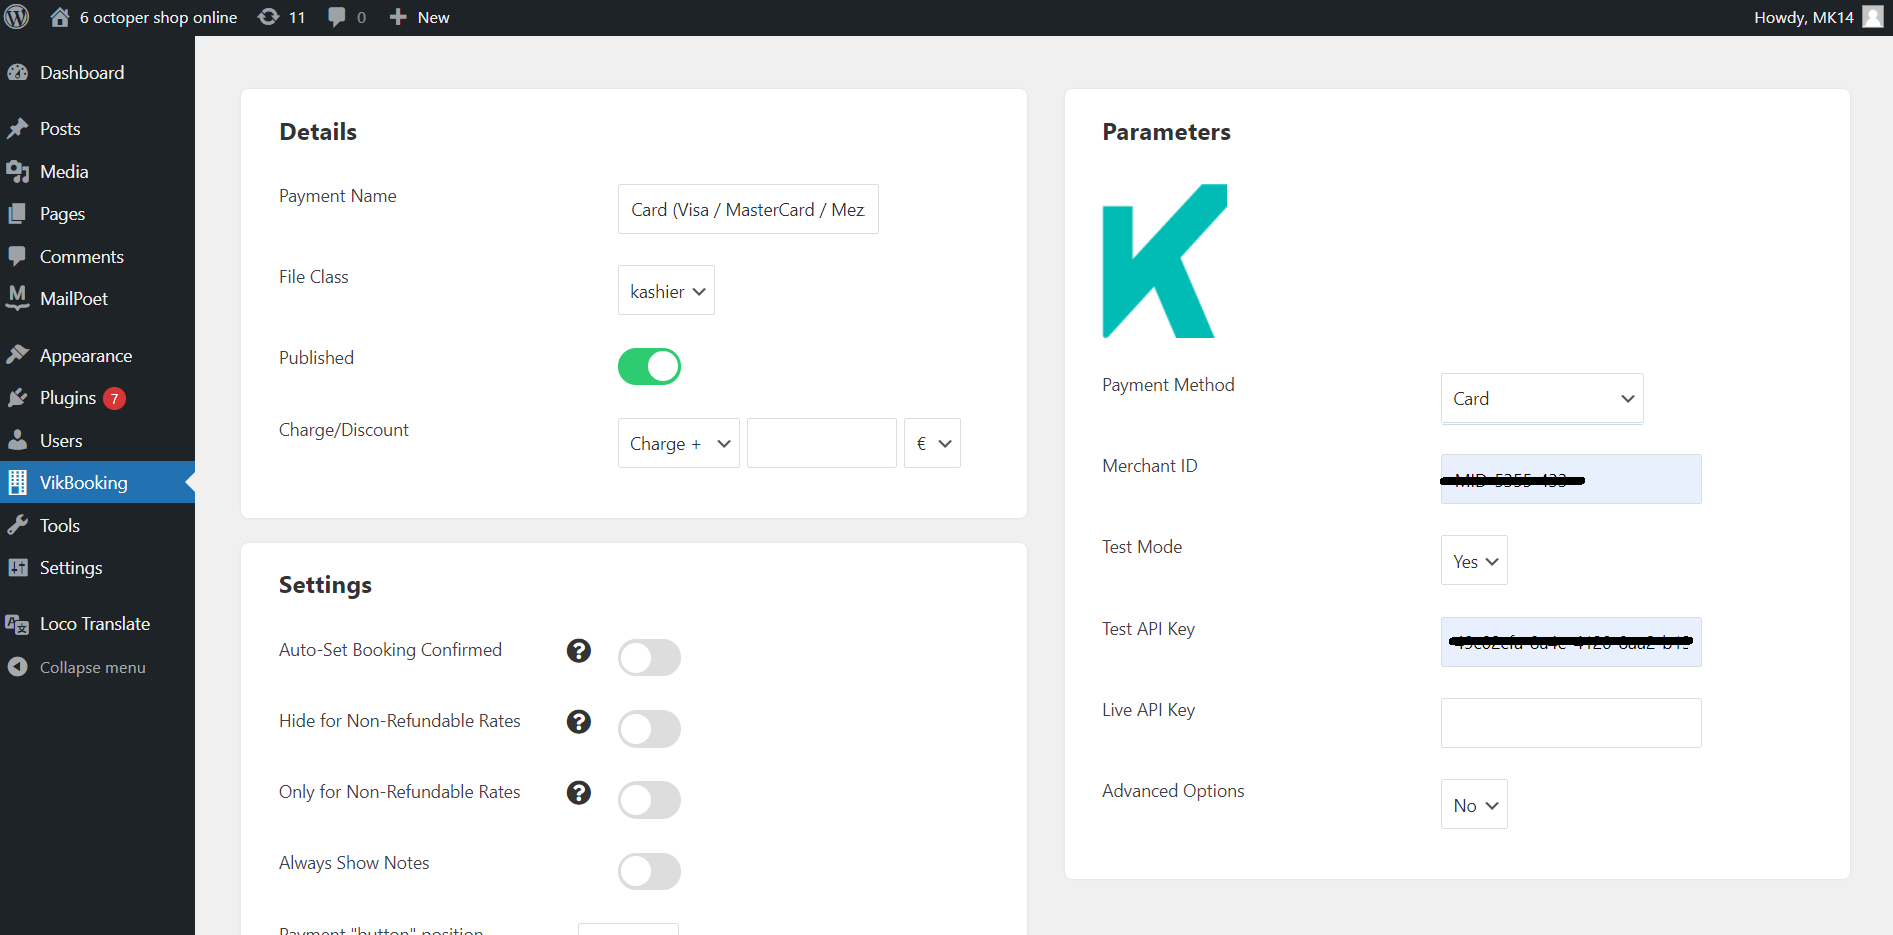 6 octoper shop online
11
0
New
Howdy, MK14
Dashboard
Posts
Media
Pages
Comments
MailPoet
Appearance
Plugins 7
Users
VikBooking
Tools
Settings
Loco Translate
Collapse menu
Details
Payment Name
Card (Visa / MasterCard / Mez
File Class
kashier
Published
Charge/Discount
Charge +
€
Settings
Auto-Set Booking Confirmed
Hide for Non-Refundable Rates
Only for Non-Refundable Rates
Always Show Notes
Payment "button" position
Parameters
Payment Method
Card
Merchant ID
Test Mode
Yes
Test API Key
Live API Key
Advanced Options
No